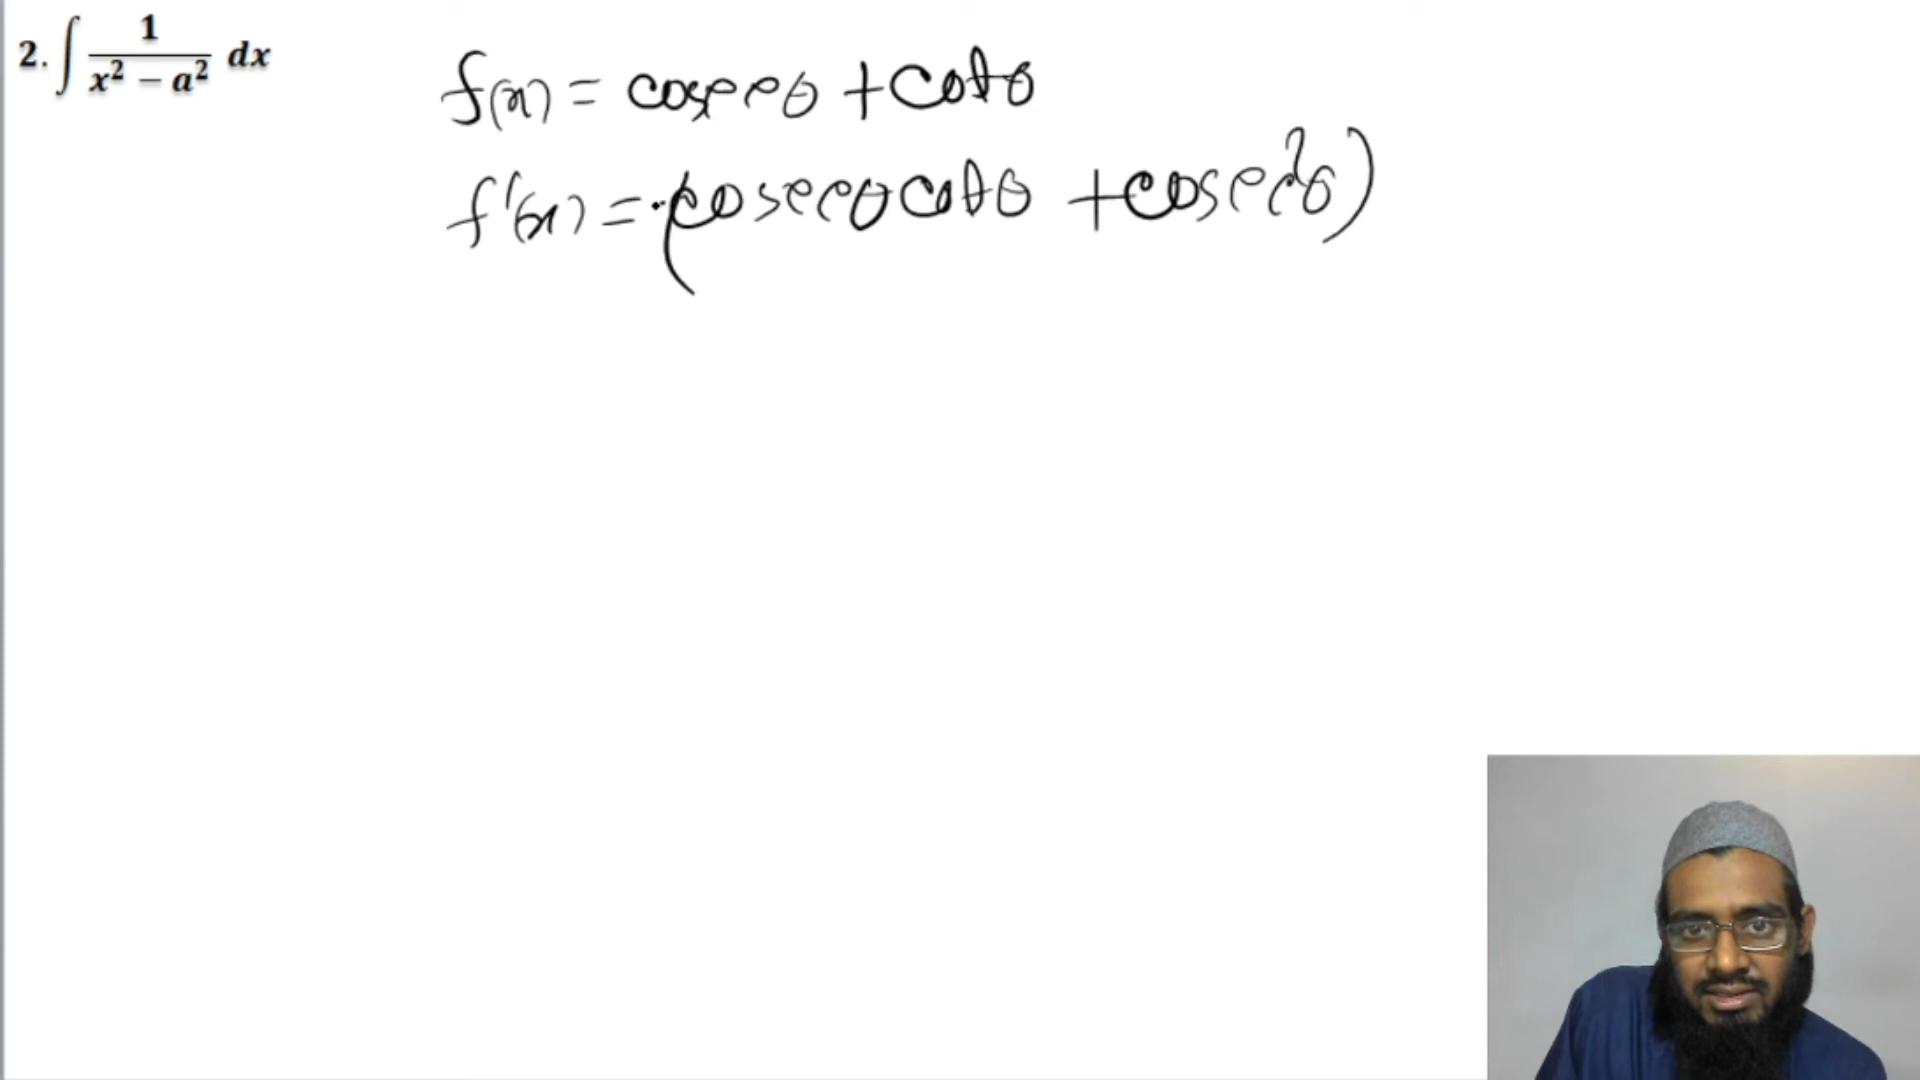 2. ∫ 1/(x² − a²) dx
f(x) = cosecθ + cotθ
f'(x) = -(cosecθcotθ + cosec²θ)